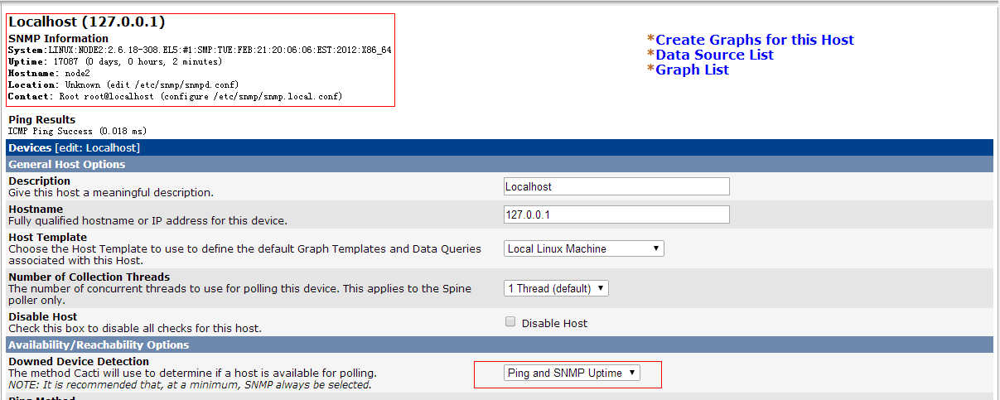 Localhost (127.0.0.1)
SNMP Information
System:LINUX:NODE2:2.6.18-308.EL5:#1:SMP:TUE:FEB:21:20:06:06:EST:2012:X86_64
Uptime: 17087 (0 days, 0 hours, 2 minutes)
Hostname: node2
Location: Unknown (edit /etc/snmp/snmpd.conf)
Contact: Root root@localhost (configure /etc/snmp/snmp.local.conf)
*Create Graphs for this Host
*Data Source List
*Graph List
Ping Results
ICMP Ping Success (0.018 ms)
Devices [edit: Localhost]
General Host Options
Description
Give this host a meaningful description.
Localhost
Hostname
Fully qualified hostname or IP address for this device.
127.0.0.1
Host Template
Choose the Host Template to use to define the default Graph Templates and Data Queries
associated with this Host.
Local Linux Machine
Number of Collection Threads
The number of concurrent threads to use for polling this device. This applies to the Spine
poller only.
1 Thread (default)
Disable Host
Check this box to disable all checks for this host.
Disable Host
Availability/Reachability Options
Downed Device Detection
The method Cacti will use to determine if a host is available for polling.
NOTE: It is recommended that, at a minimum, SNMP always be selected.
Ping and SNMP Uptime
Ping Method